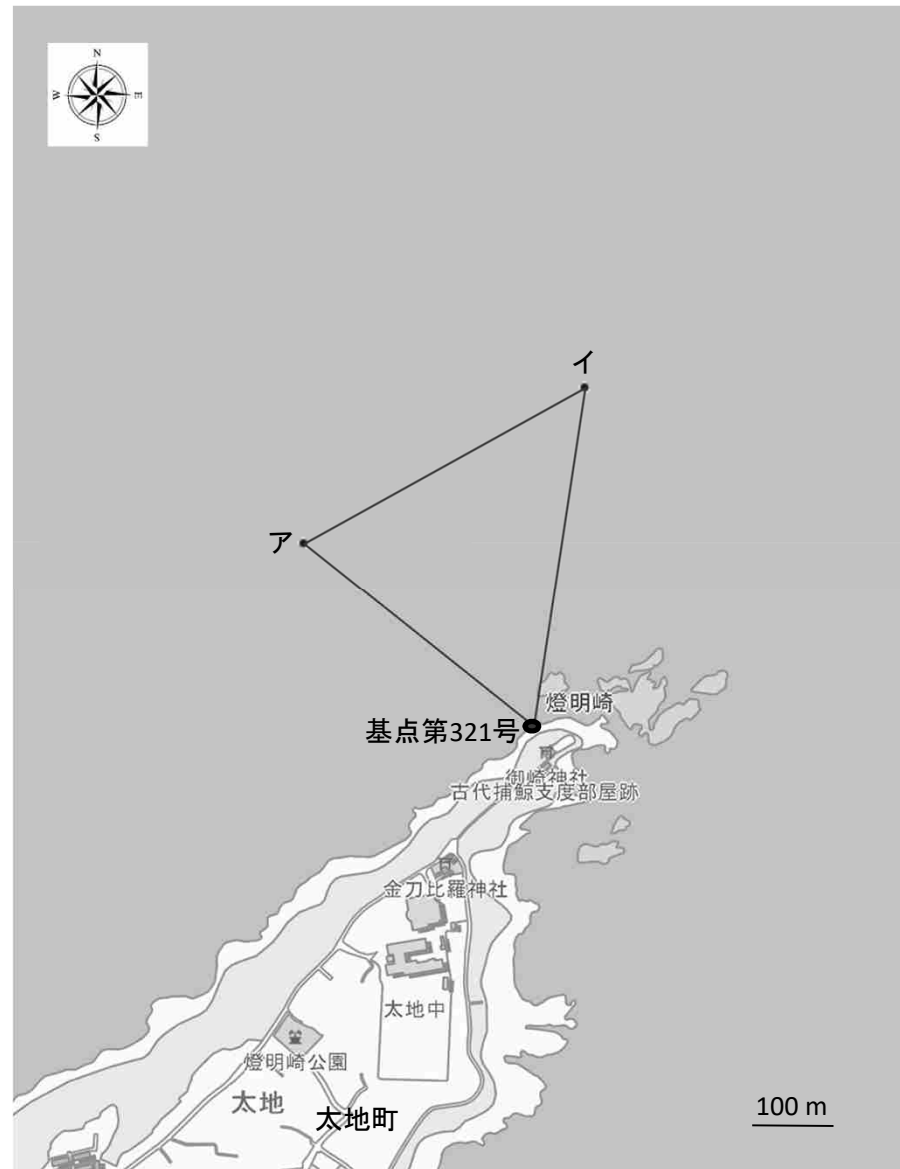 N
W
E
S
イ
ア
燈明崎
基点第321号
御崎神社
古代捕鯨支度部屋跡
金刀比羅神社
太地中
燈明崎公園
太地
太地町
100 m